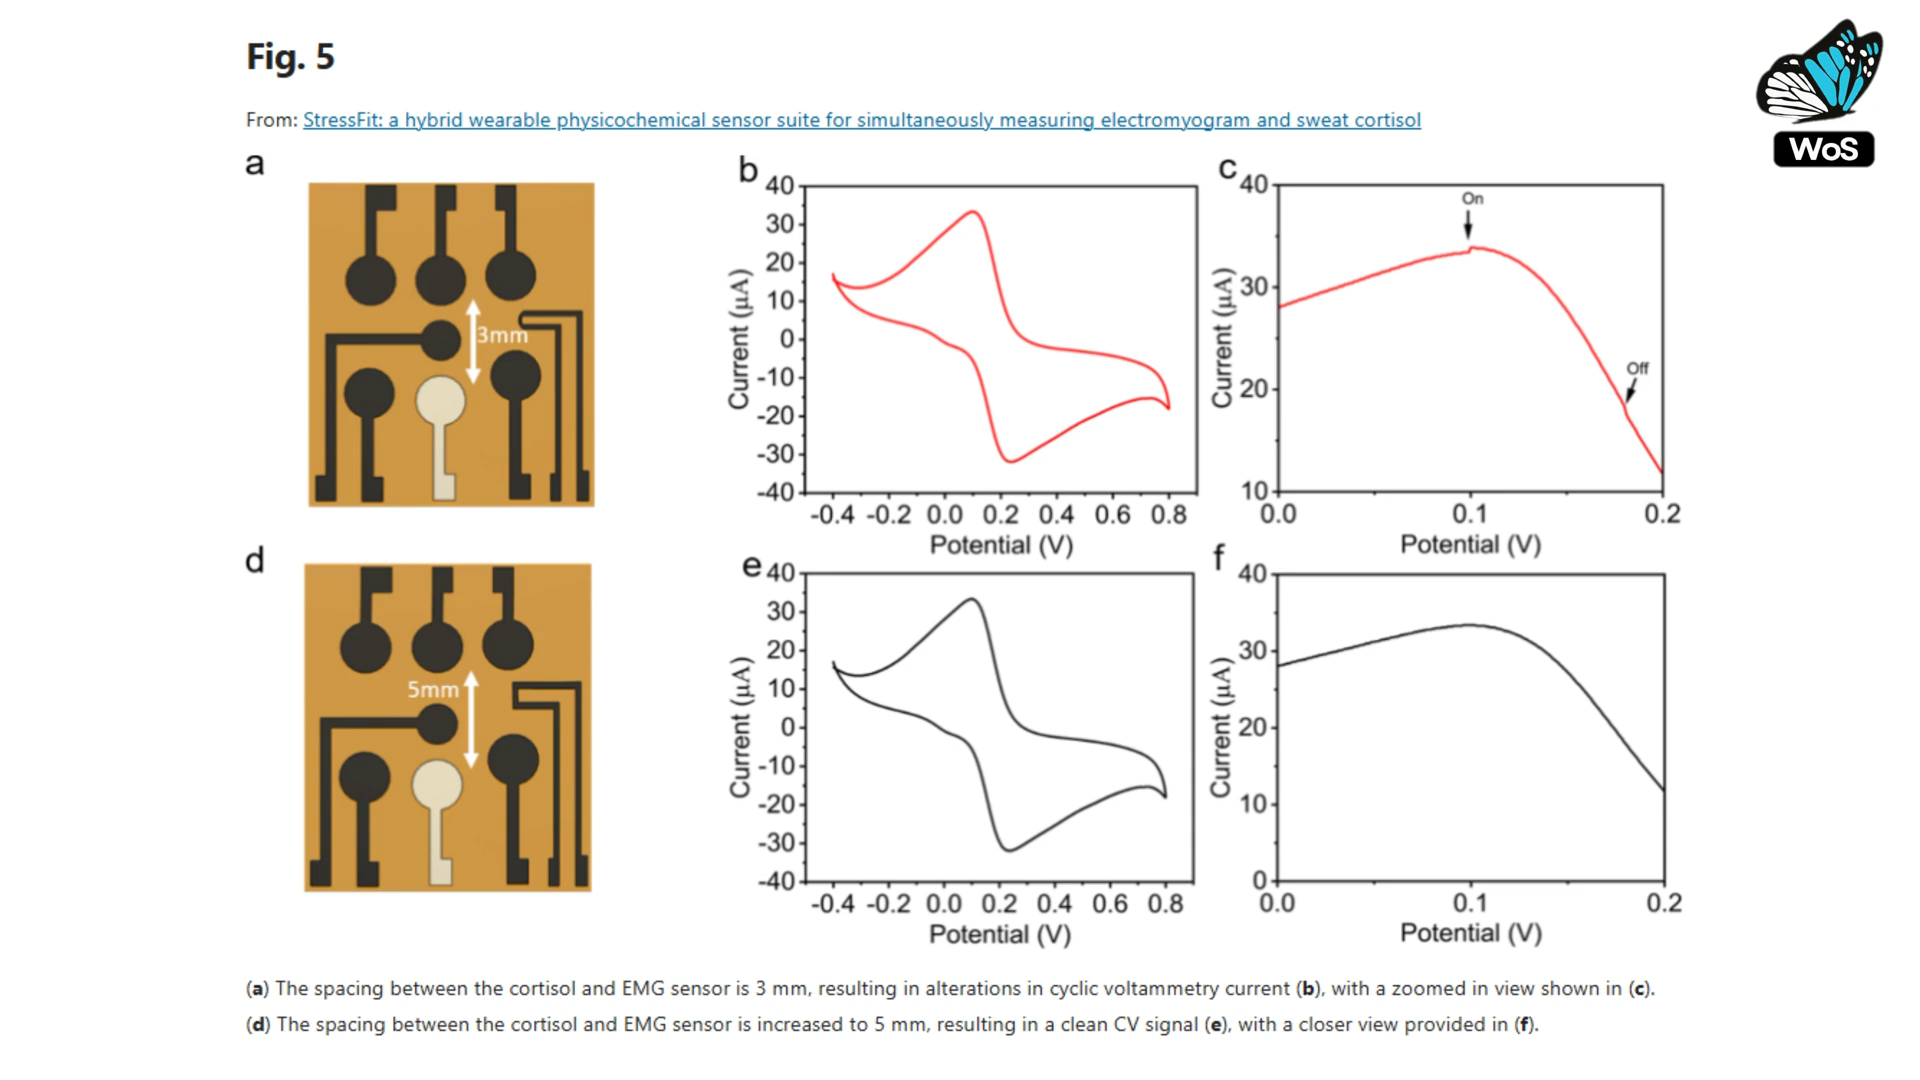 Fig. 5
WoS
From: StressFit: a hybrid wearable physicochemical sensor suite for simultaneously measuring electromyogram and sweat cortisol
a
3mm
b
40
30
20
10
0
-10
-20
-30
-40
-0.4 -0.2 0.0 0.2 0.4 0.6 0.8
Current (μA)
Potential (V)
c
40
30
20
10
0.0 0.1 0.2
On
Off
Current (μA)
Potential (V)
d
5mm
e
40
30
20
10
0
-10
-20
-30
-40
-0.4 -0.2 0.0 0.2 0.4 0.6 0.8
Current (μA)
Potential (V)
f
40
30
20
10
0
0.0 0.1 0.2
Current (μA)
Potential (V)
(a) The spacing between the cortisol and EMG sensor is 3 mm, resulting in alterations in cyclic voltammetry current (b), with a zoomed in view shown in (c).
(d) The spacing between the cortisol and EMG sensor is increased to 5 mm, resulting in a clean CV signal (e), with a closer view provided in (f).